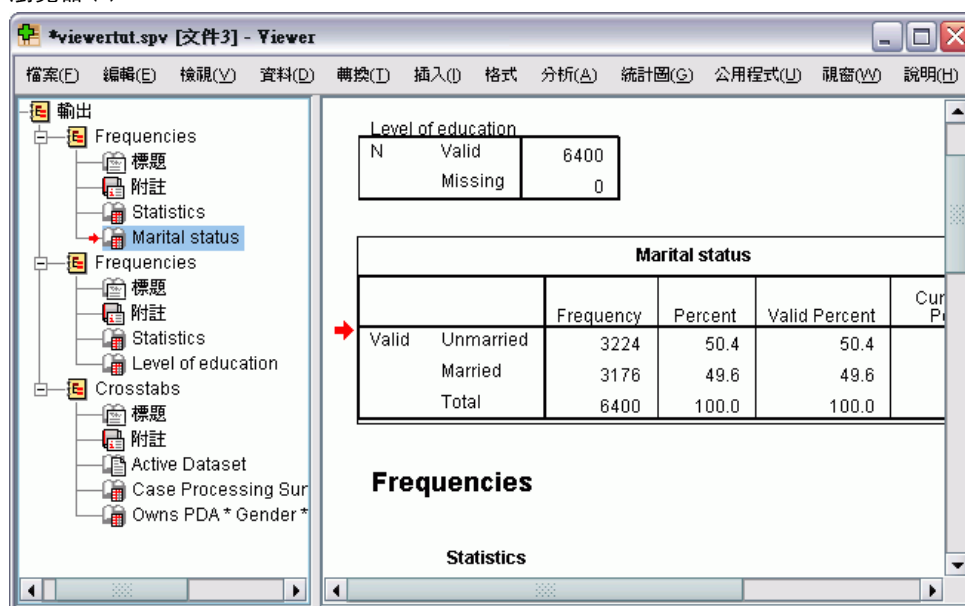 *viewertut.spv [文件3] - Viewer
檔案(F) 編輯(E) 檢視(V) 資料(D) 轉換(T) 插入(I) 格式 分析(A) 統計圖(G) 公用程式(U) 視窗(W) 說明(H)
輸出
Frequencies
標題
附註
Statistics
Marital status
Frequencies
標題
附註
Statistics
Level of education
Crosstabs
標題
附註
Active Dataset
Case Processing Sur
Owns PDA * Gender *
Level of education
N Valid 6400
Missing 0
Marital status
Frequency Percent Valid Percent
Valid Unmarried 3224 50.4 50.4
Married 3176 49.6 49.6
Total 6400 100.0 100.0
Frequencies
Statistics